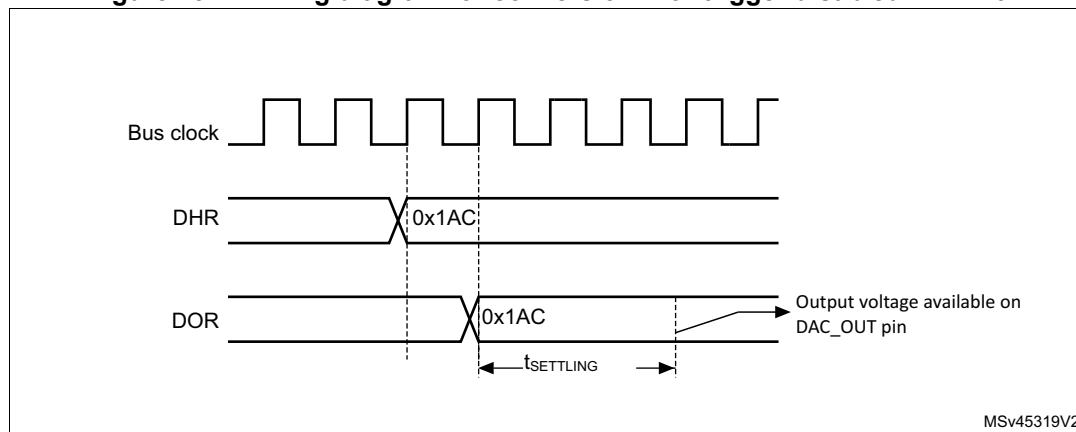 Bus clock
DHR
0x1AC
DOR
0x1AC
Output voltage available on
DAC_OUT pin
tSETTLING
MSv45319V2